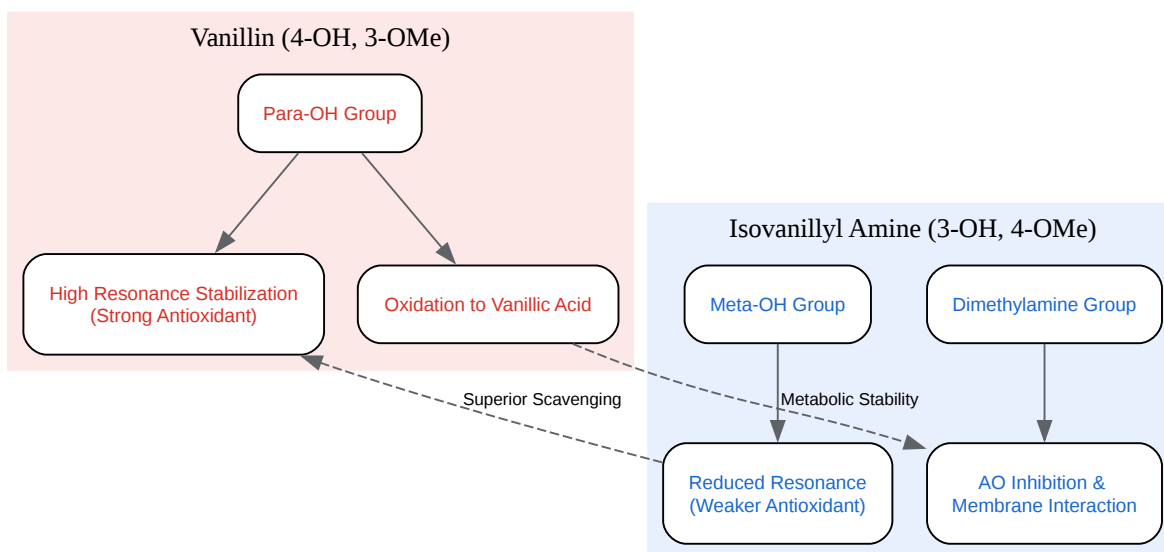 Vanillin (4-OH, 3-OMe)
Para-OH Group
High Resonance Stabilization
(Strong Antioxidant)
Oxidation to Vanillic Acid
Isovanillyl Amine (3-OH, 4-OMe)
Meta-OH Group
Dimethylamine Group
Superior Scavenging
Metabolic Stability
Reduced Resonance
(Weaker Antioxidant)
AO Inhibition &
Membrane Interaction